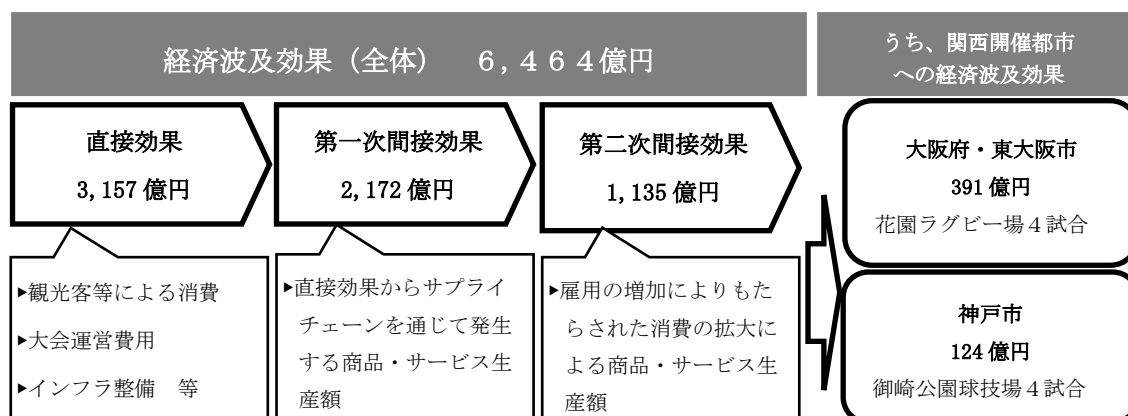 経済波及効果（全体）　６,４６４億円
うち、関西開催都市
への経済波及効果
直接効果
3,157 億円
▶観光客等による消費
▶大会運営費用
▶インフラ整備　等
第一次間接効果
2,172 億円
▶直接効果からサプライ
チェーンを通じて発生
する商品・サービス生
産額
第二次間接効果
1,135 億円
▶雇用の増加によりもた
らされた消費の拡大に
よる商品・サービス生
産額
大阪府・東大阪市
391 億円
花園ラグビー場４試合
神戸市
124 億円
御崎公園球技場４試合